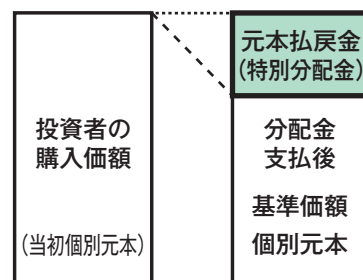 投資者の
購入価額
(当初個別元本)
元本払戻金
(特別分配金)
分配金
支払後
基準価額
個別元本